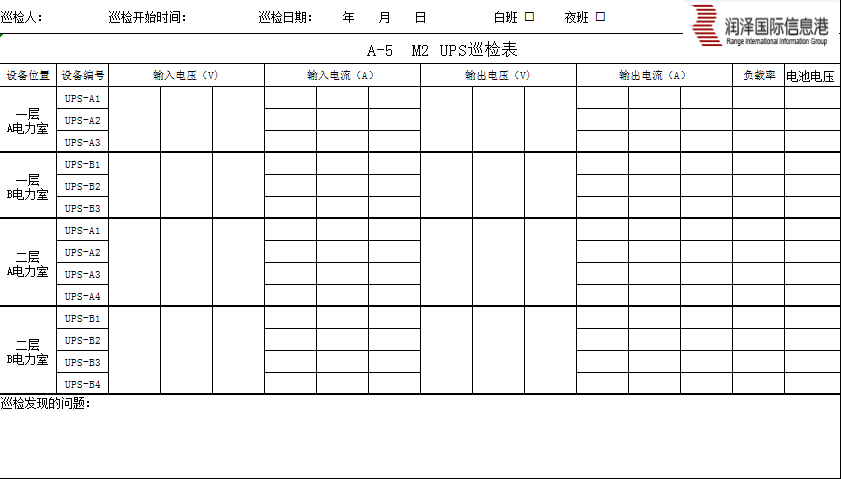 巡检人： 巡检开始时间： 巡检日期： 年 月 日 白班 □ 夜班 □
润泽国际信息港
Range International Information Group
A-5 M2 UPS巡检表
设备位置 设备编号 输入电压（V） 输入电流（A） 输出电压（V） 输出电流（A） 负载率 电池电压
一层
A电力室
UPS-A1
UPS-A2
UPS-A3
一层
B电力室
UPS-B1
UPS-B2
UPS-B3
二层
A电力室
UPS-A1
UPS-A2
UPS-A3
UPS-A4
二层
B电力室
UPS-B1
UPS-B2
UPS-B3
UPS-B4
巡检发现的问题：